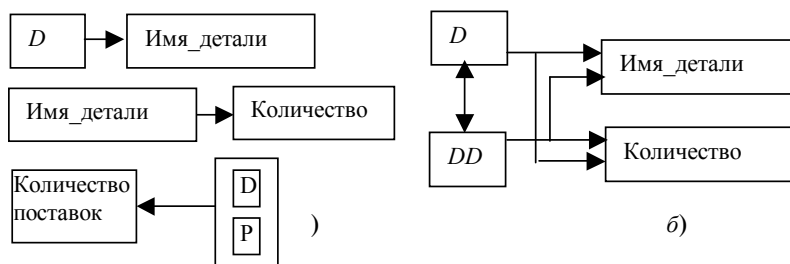 D
Имя_детали
Имя_детали
Количество
Количество
поставок
D
P
)
D
Имя_детали
DD
Количество
б)